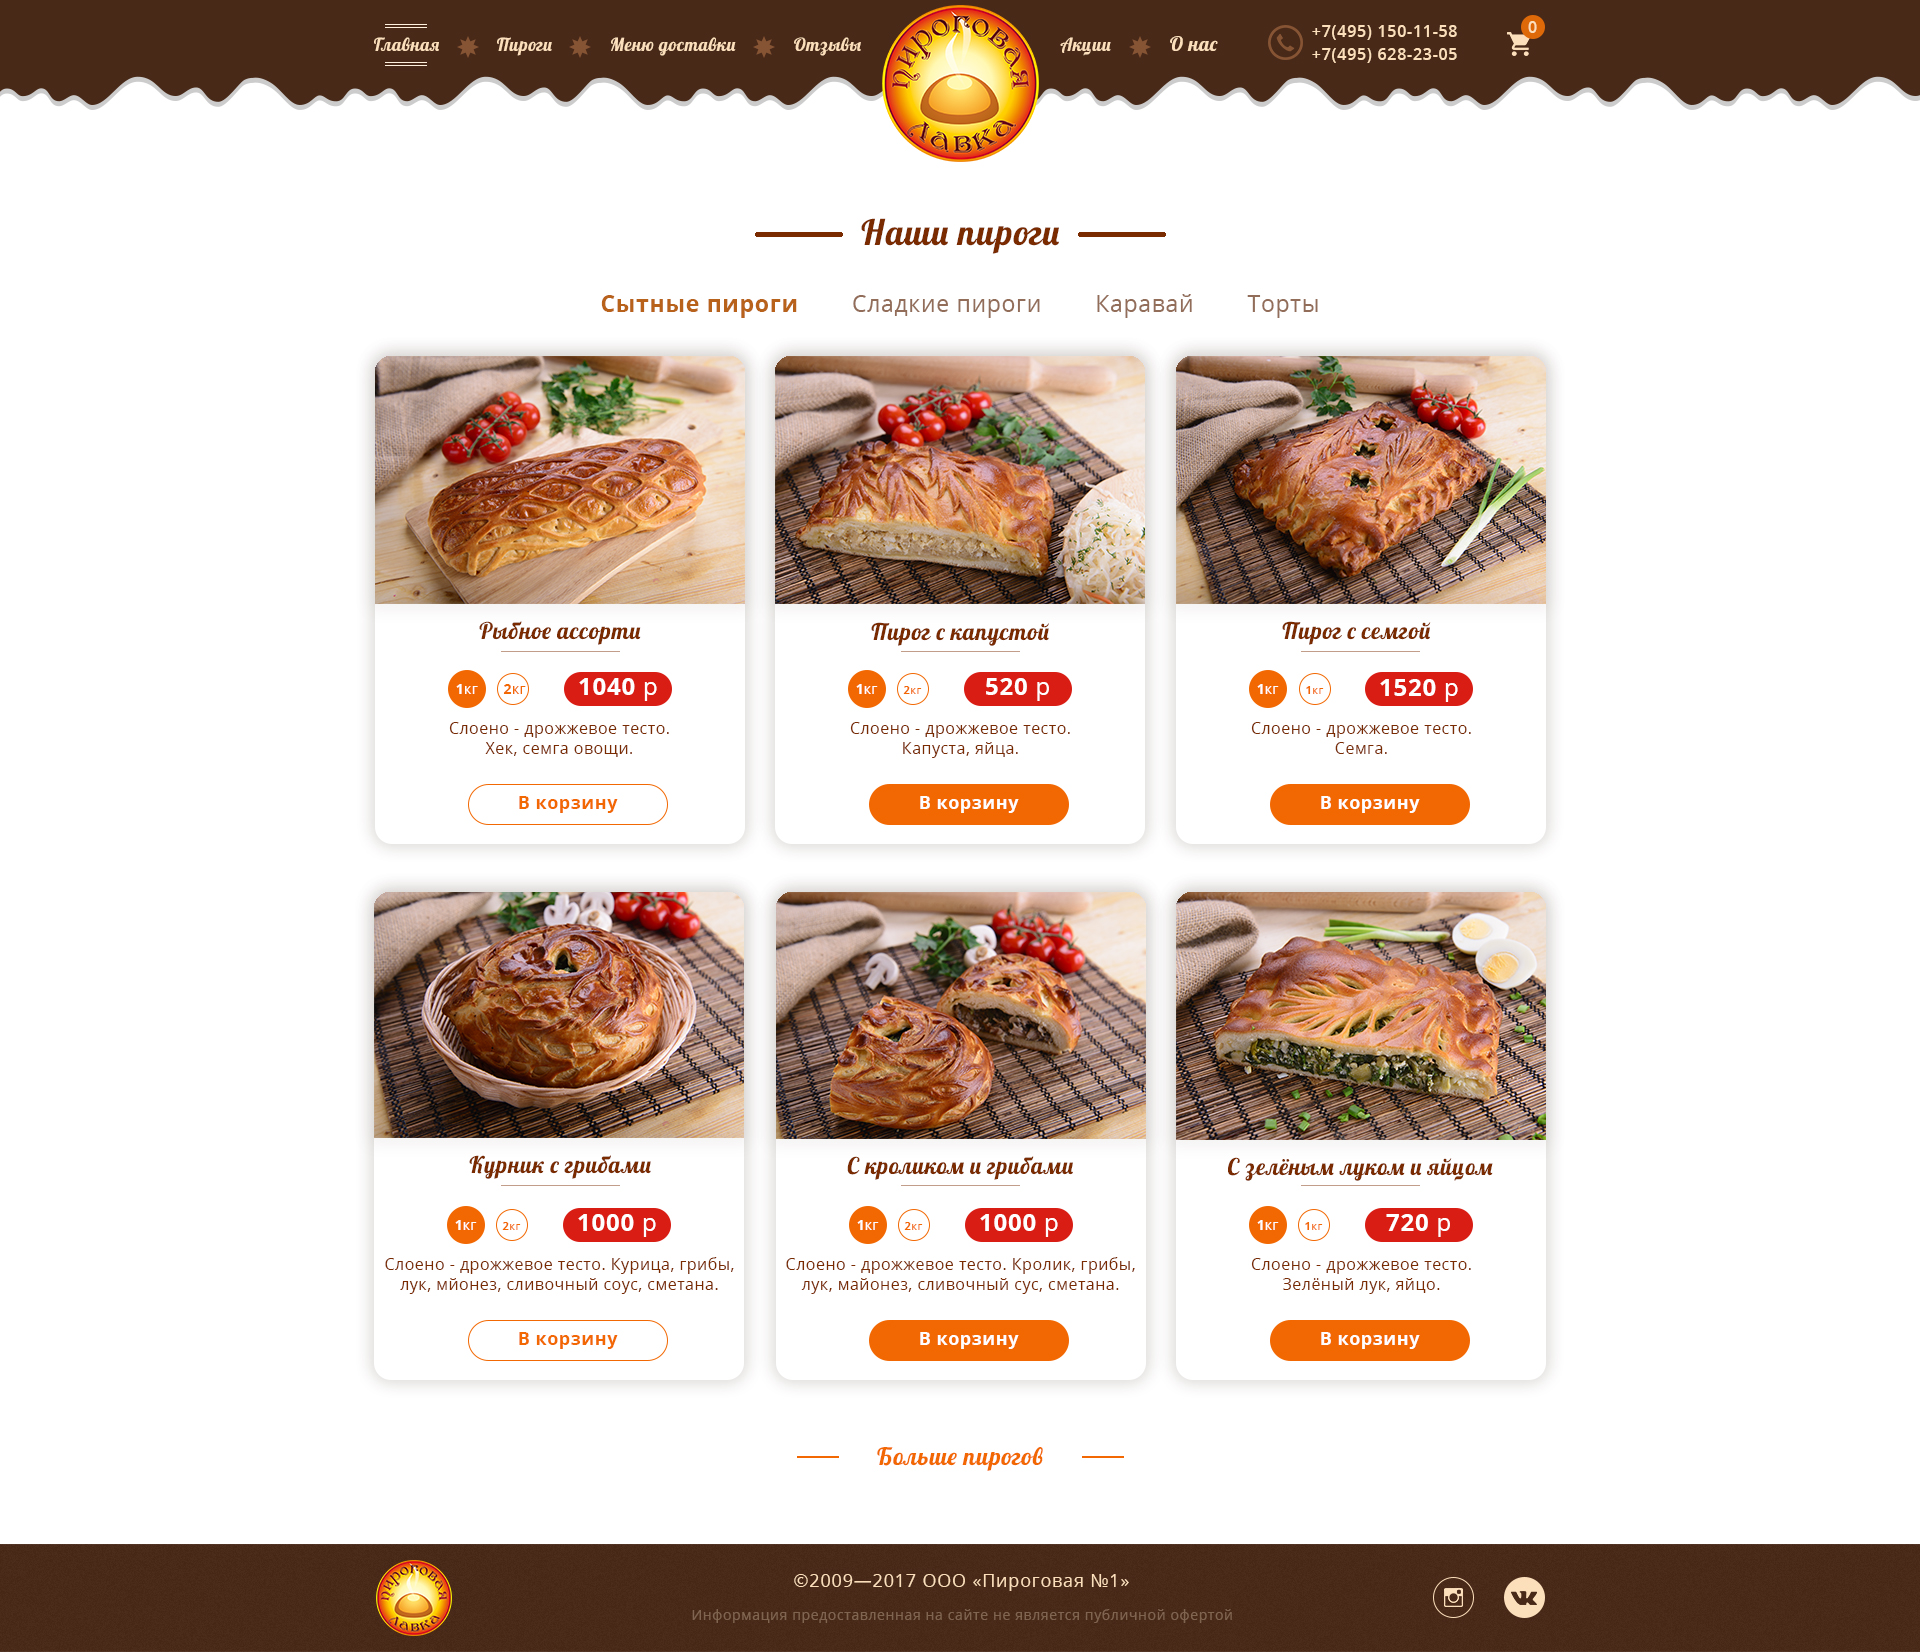 Главная
Пироги
Меню доставки
Отзывы
Пироговая
лавка
Акции
О нас
+7(495) 150-11-58
+7(495) 628-23-05
0
Наши пироги
Сытные пироги
Сладкие пироги
Каравай
Торты
Рыбное ассорти
1кг 2кг 1040 р
Слоено - дрожжевое тесто.
Хек, семга овощи.
В корзину
Пирог с капустой
1кг 2кг 520 р
Слоено - дрожжевое тесто.
Капуста, яйца.
В корзину
Пирог с семгой
1кг 1кг 1520 р
Слоено - дрожжевое тесто.
Семга.
В корзину
Курник с грибами
1кг 2кг 1000 р
Слоено - дрожжевое тесто. Курица, грибы,
лук, мйонез, сливочный соус, сметана.
В корзину
С кроликом и грибами
1кг 2кг 1000 р
Слоено - дрожжевое тесто. Кролик, грибы,
лук, майонез, сливочный сус, сметана.
В корзину
С зелёным луком и яйцом
1кг 1кг 720 р
Слоено - дрожжевое тесто.
Зелёный лук, яйцо.
В корзину
Больше пирогов
Пироговая
лавка
©2009—2017 ООО «Пироговая №1»
Информация предоставленная на сайте не является публичной офертой